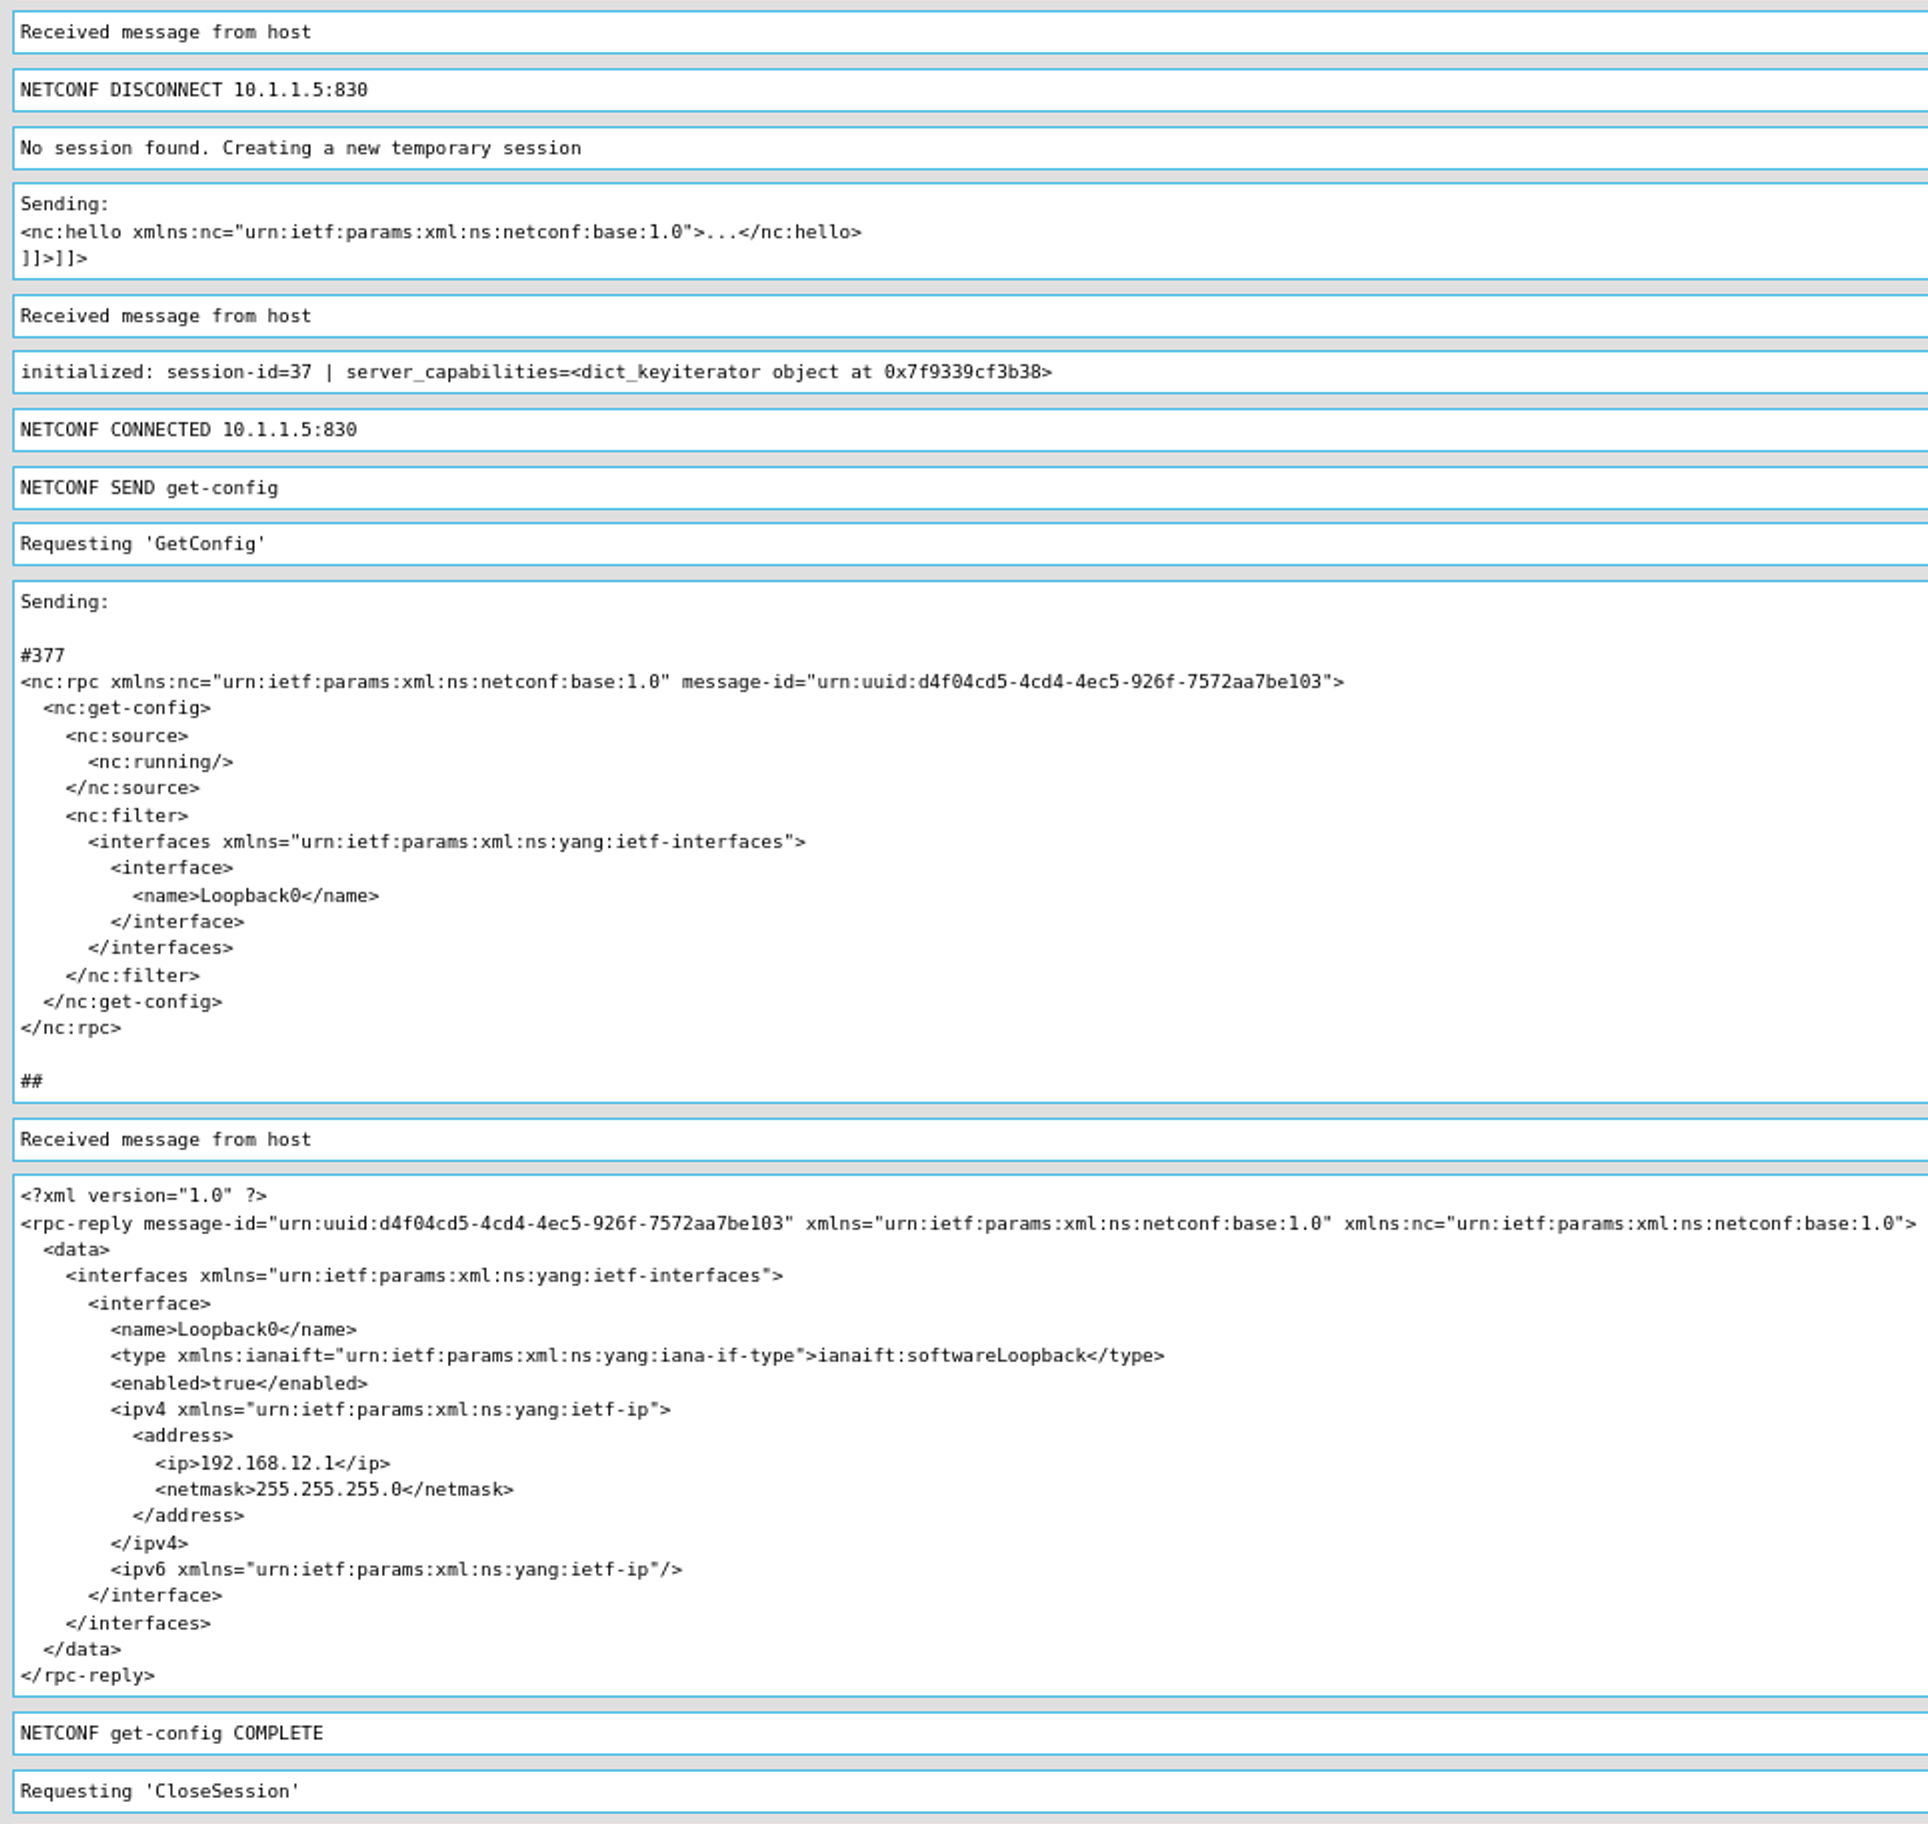 Received message from host
NETCONF DISCONNECT 10.1.1.5:830
No session found. Creating a new temporary session
Sending:
<nc:hello xmlns:nc="urn:ietf:params:xml:ns:netconf:base:1.0">...</nc:hello>
]]>]]>
Received message from host
initialized: session-id=37 | server_capabilities=<dict_keyiterator object at 0x7f9339cf3b38>
NETCONF CONNECTED 10.1.1.5:830
NETCONF SEND get-config
Requesting 'GetConfig'
Sending:
#377
<nc:rpc xmlns:nc="urn:ietf:params:xml:ns:netconf:base:1.0" message-id="urn:uuid:d4f04cd5-4cd4-4ec5-926f-7572aa7be103">
  <nc:get-config>
    <nc:source>
      <nc:running/>
    </nc:source>
    <nc:filter>
      <interfaces xmlns="urn:ietf:params:xml:ns:yang:ietf-interfaces">
        <interface>
          <name>Loopback0</name>
        </interface>
      </interfaces>
    </nc:filter>
  </nc:get-config>
</nc:rpc>
##
Received message from host
<?xml version="1.0" ?>
<rpc-reply message-id="urn:uuid:d4f04cd5-4cd4-4ec5-926f-7572aa7be103" xmlns="urn:ietf:params:xml:ns:netconf:base:1.0" xmlns:nc="urn:ietf:params:xml:ns:netconf:base:1.0">
  <data>
    <interfaces xmlns="urn:ietf:params:xml:ns:yang:ietf-interfaces">
      <interface>
        <name>Loopback0</name>
        <type xmlns:ianaift="urn:ietf:params:xml:ns:yang:iana-if-type">ianaift:softwareLoopback</type>
        <enabled>true</enabled>
        <ipv4 xmlns="urn:ietf:params:xml:ns:yang:ietf-ip">
          <address>
            <ip>192.168.12.1</ip>
            <netmask>255.255.255.0</netmask>
          </address>
        </ipv4>
        <ipv6 xmlns="urn:ietf:params:xml:ns:yang:ietf-ip"/>
      </interface>
    </interfaces>
  </data>
</rpc-reply>
NETCONF get-config COMPLETE
Requesting 'CloseSession'